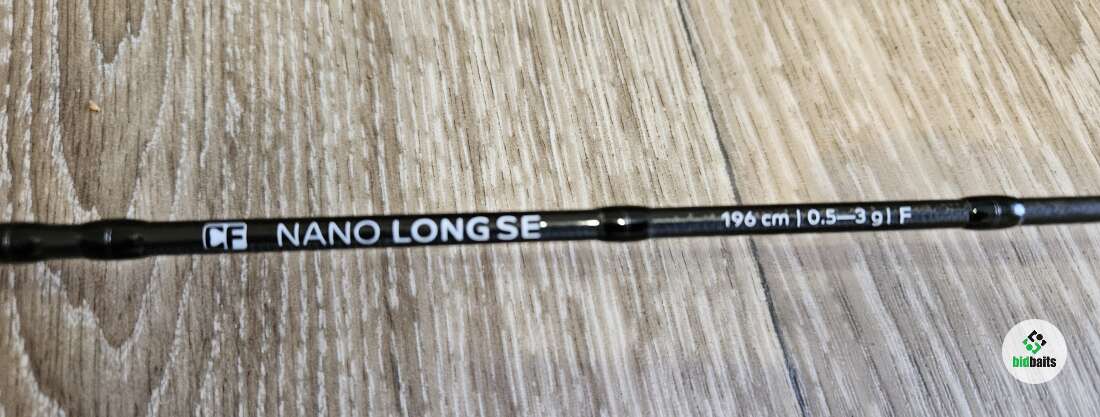 CF NANO LONG SE 196 cm | 0.5—3 g | F
bidbaits